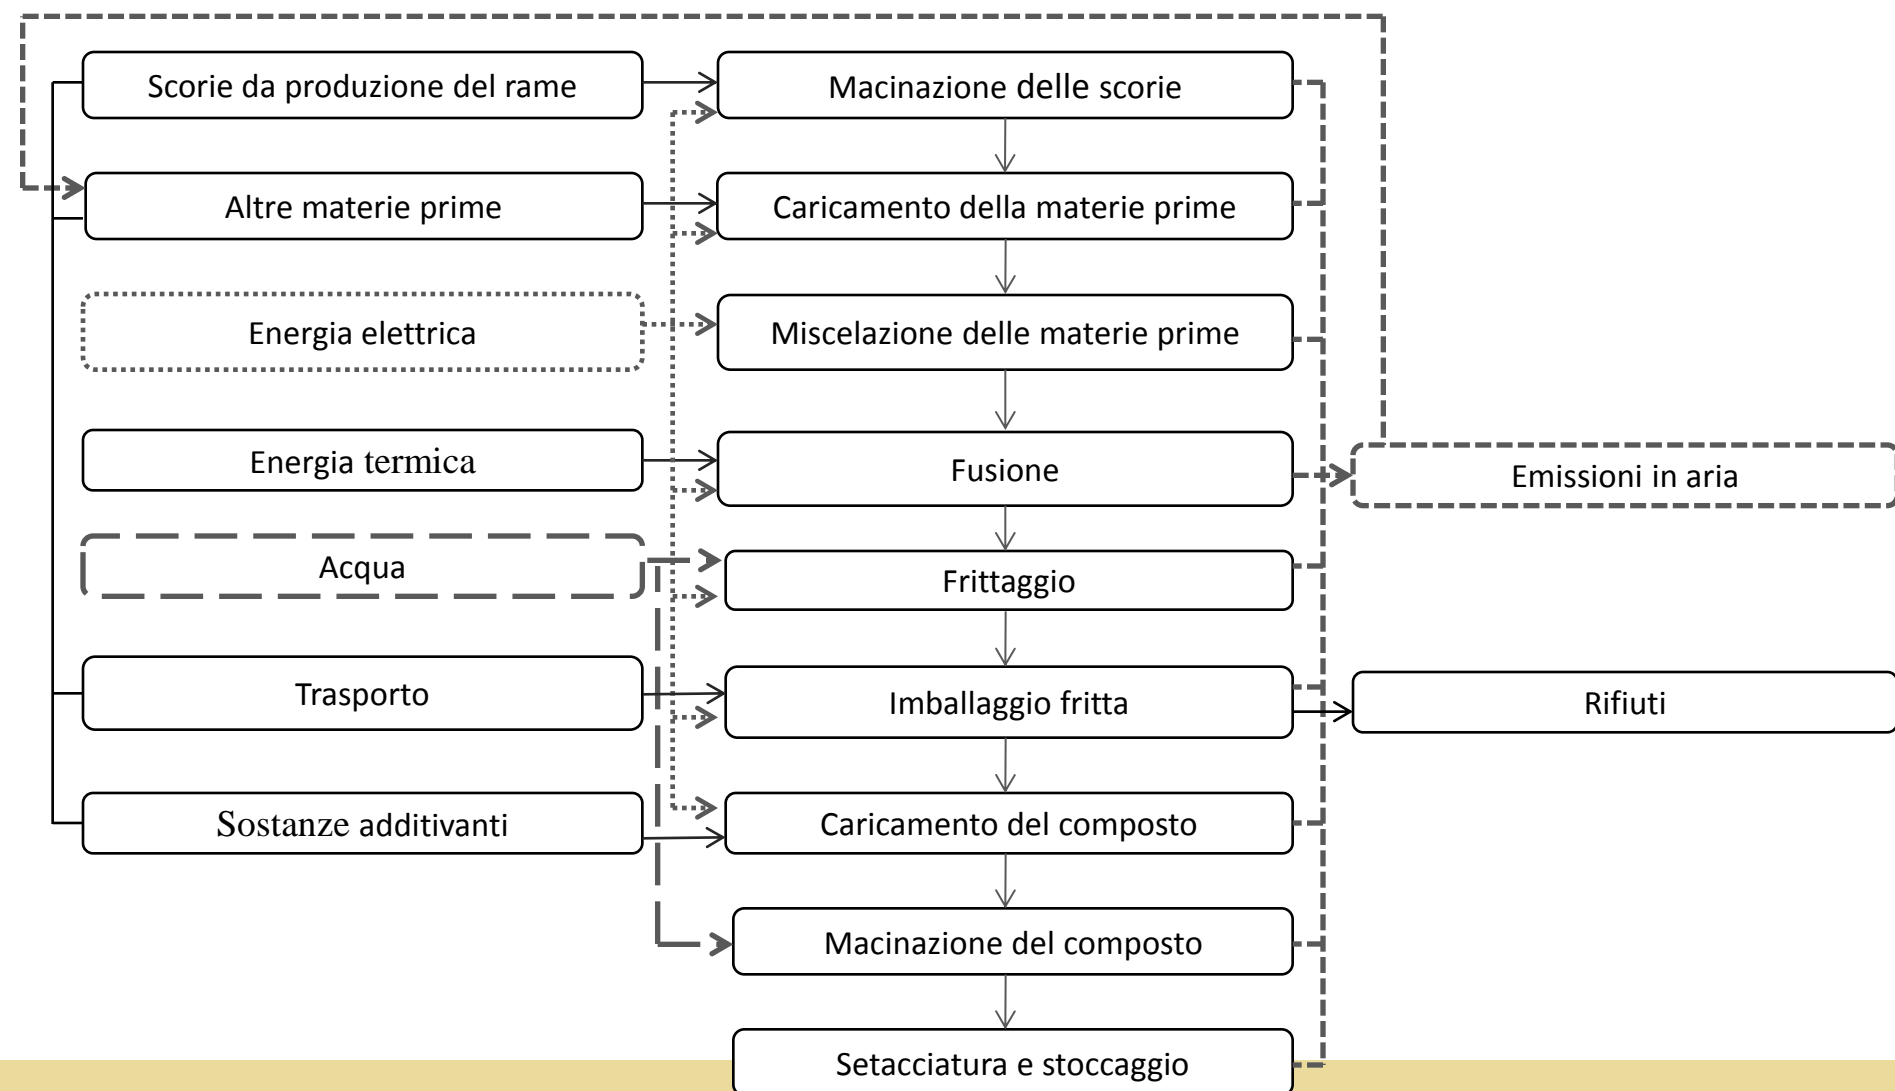 Scorie da produzione del rame
Macinazione delle scorie
Altre materie prime
Caricamento della materie prime
Energia elettrica
Miscelazione delle materie prime
Energia termica
Fusione
Emissioni in aria
Acqua
Frittaggio
Trasporto
Imballaggio fritta
Rifiuti
Sostanze additivanti
Caricamento del composto
Macinazione del composto
Setacciatura e stoccaggio